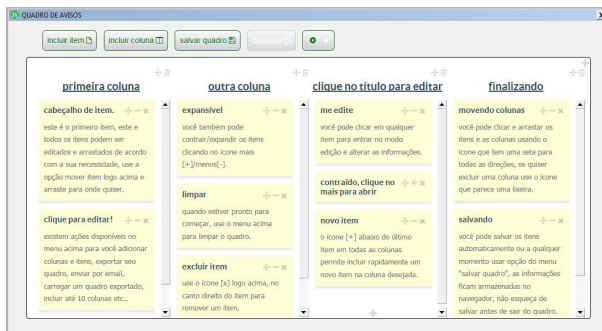 QUADRO DE AVISOS
incluir item
incluir coluna
salvar quadro
primeira coluna
cabeçalho de item.
este é o primeiro item, este e
todos os itens podem ser
editados e arrastados de acordo
com a sua necessidade, use a
opção mover item logo acima e
arraste para onde quiser.
clique para editar!
existem ações disponíveis no
menu acima para você adicionar
colunas e itens, exportar seu
quadro, enviar por email,
carregar um quadro exportado,
incluir até 10 colunas etc..
outra coluna
expansível
você também pode
contrair/expandir os itens
clicando no ícone mais
[+]/menos[-].
limpar
quando estiver pronto para
começar, use o menu acima
para limpar o quadro.
excluir item
use o ícone [x] logo acima, no
canto direito do item para
remover um item.
clique no título para editar
me edite
você pode clicar em qualquer
item para entrar no modo
edição e alterar as informações.
contraído, clique no
mais para abrir
novo item
o ícone [+] abaixo do último
item em todas as colunas
permite incluir rapidamente um
novo item na coluna desejada.
finalizando
movendo colunas
você pode clicar e arrastar os
itens e as colunas usando o
ícone que tem uma seta para
todas as direções, se quiser
excluir uma coluna use o ícone
que parece uma lixeira.
salvando
você pode salvar os itens
automaticamente ou a qualquer
momento usar opção do menu
"salvar quadro", as informações
ficam armazenadas no
navegador, não esqueça de
salvar antes de sair do quadro.